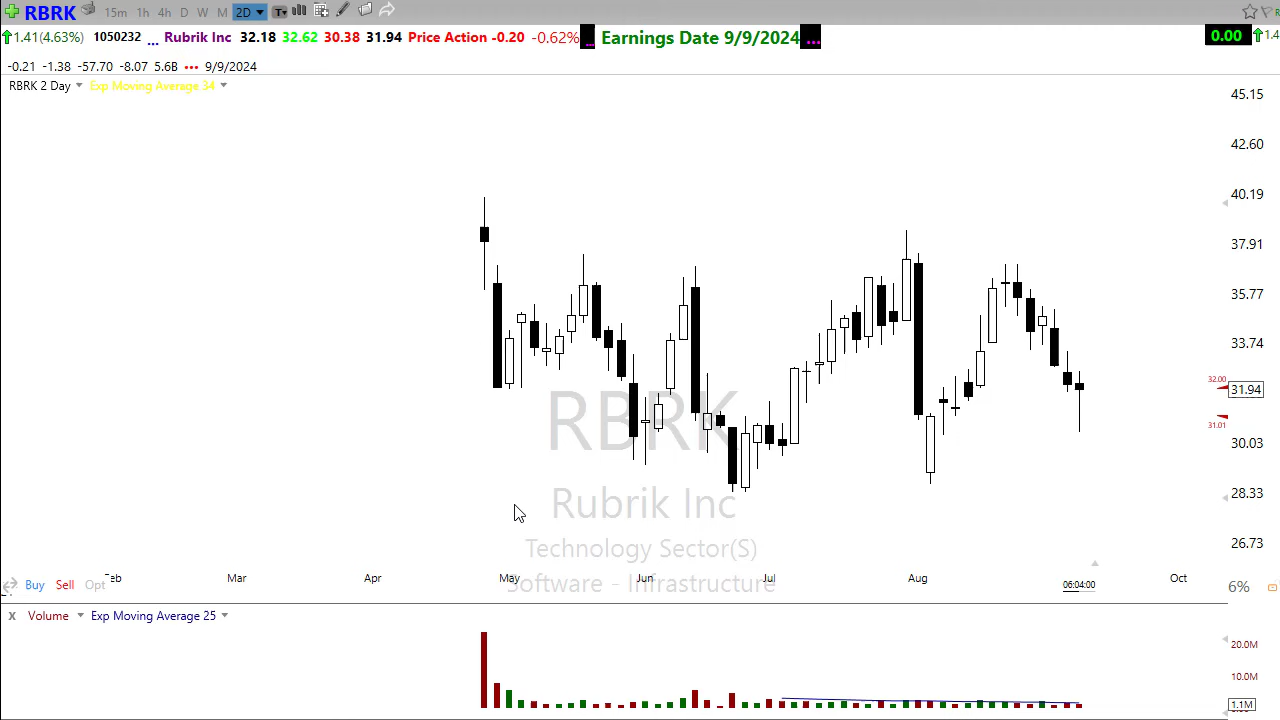 RBRK 15m 1h 4h D W M 2D
1.41(4.63%) 1050232 ... Rubrik Inc 32.18 32.62 30.38 31.94 Price Action -0.20 -0.62% ... Earnings Date 9/9/2024 ... 0.00
-0.21 -1.38 -57.70 -8.07 5.6B ••• 9/9/2024
RBRK 2 Day Exp Moving Average 34
45.15
42.60
40.19
37.91
35.77
33.74
32.00
31.94
31.01
30.03
28.33
26.73
RBRK
Rubrik Inc
Technology Sector(S)
Software - Infrastructure
eb Mar Apr May Jun Jul Aug 06:04:00 Oct
Buy Sell Opt 6%
X Volume Exp Moving Average 25
20.0M
10.0M
1.1M